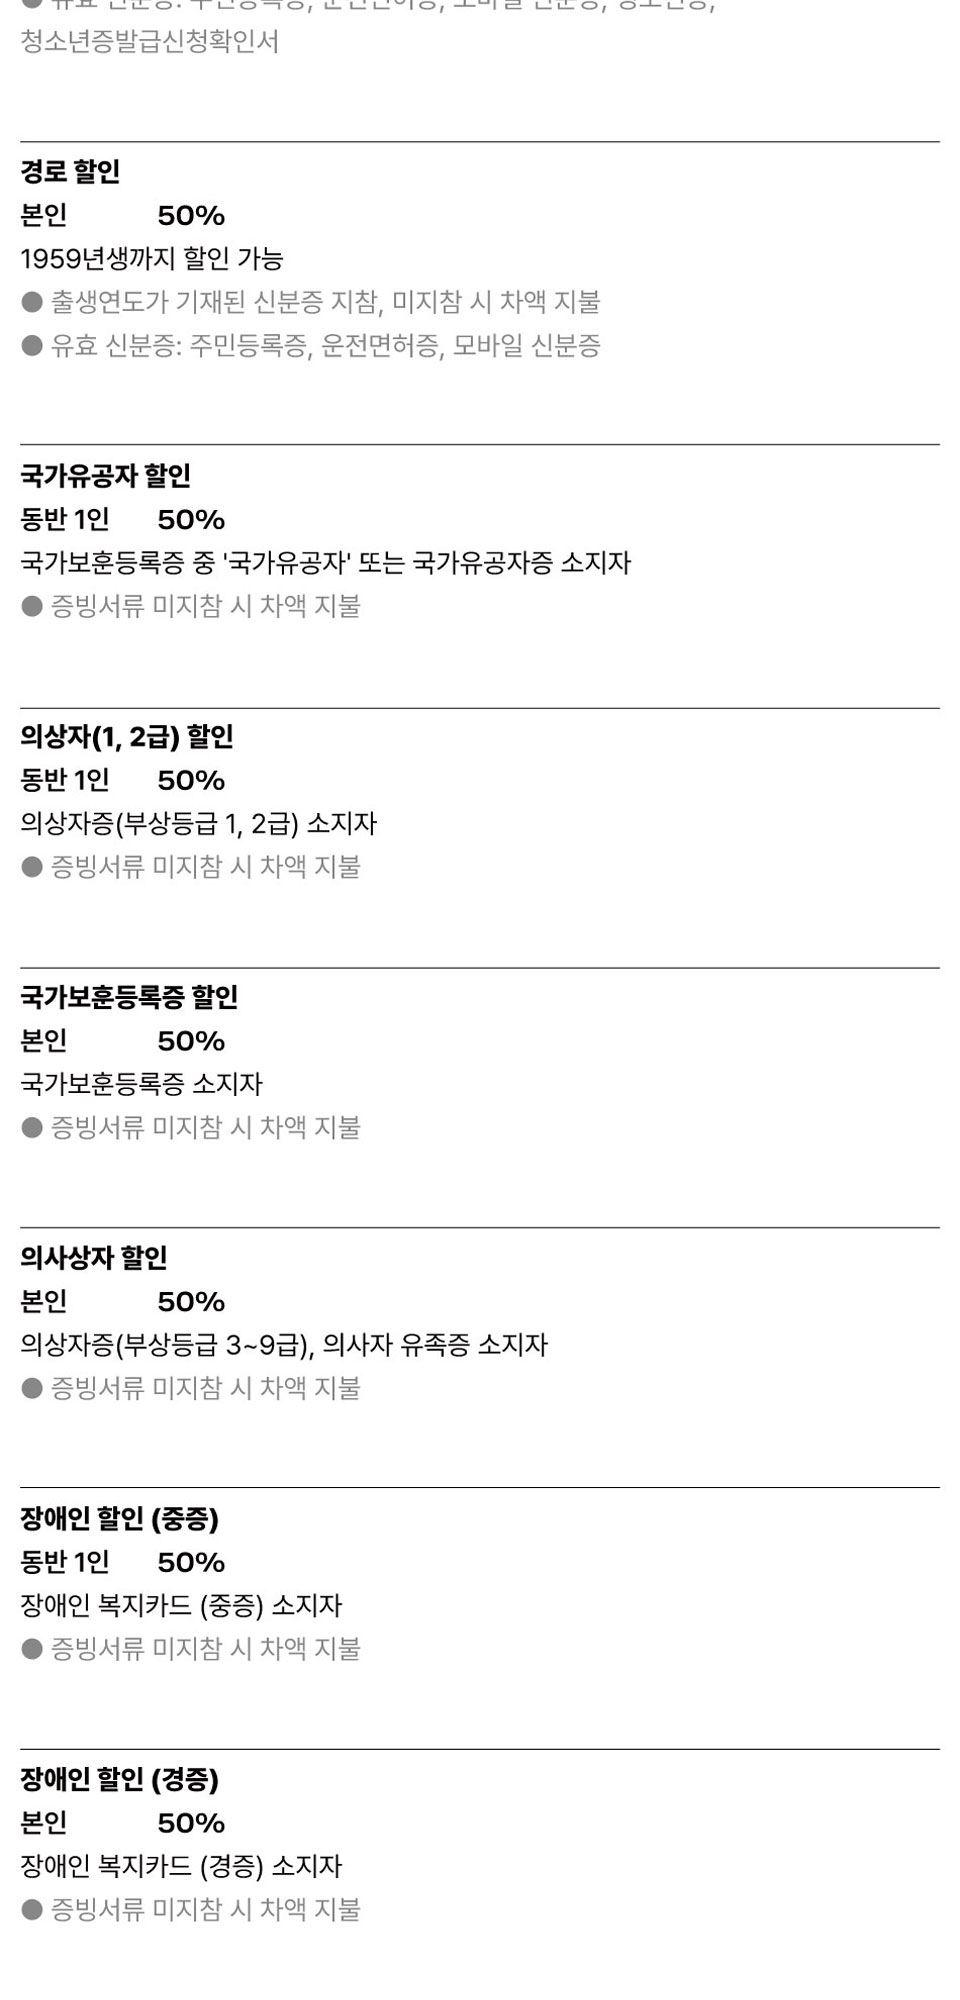 청소년증발급신청확인서
경로 할인
본인 50%
1959년생까지 할인 가능
● 출생연도가 기재된 신분증 지참, 미지참 시 차액 지불
● 유효 신분증: 주민등록증, 운전면허증, 모바일 신분증
국가유공자 할인
동반 1인 50%
국가보훈등록증 중 '국가유공자' 또는 국가유공자증 소지자
● 증빙서류 미지참 시 차액 지불
의상자(1, 2급) 할인
동반 1인 50%
의상자증(부상등급 1, 2급) 소지자
● 증빙서류 미지참 시 차액 지불
국가보훈등록증 할인
본인 50%
국가보훈등록증 소지자
● 증빙서류 미지참 시 차액 지불
의사상자 할인
본인 50%
의상자증(부상등급 3~9급), 의사자 유족증 소지자
● 증빙서류 미지참 시 차액 지불
장애인 할인 (중증)
동반 1인 50%
장애인 복지카드 (중증) 소지자
● 증빙서류 미지참 시 차액 지불
장애인 할인 (경증)
본인 50%
장애인 복지카드 (경증) 소지자
● 증빙서류 미지참 시 차액 지불